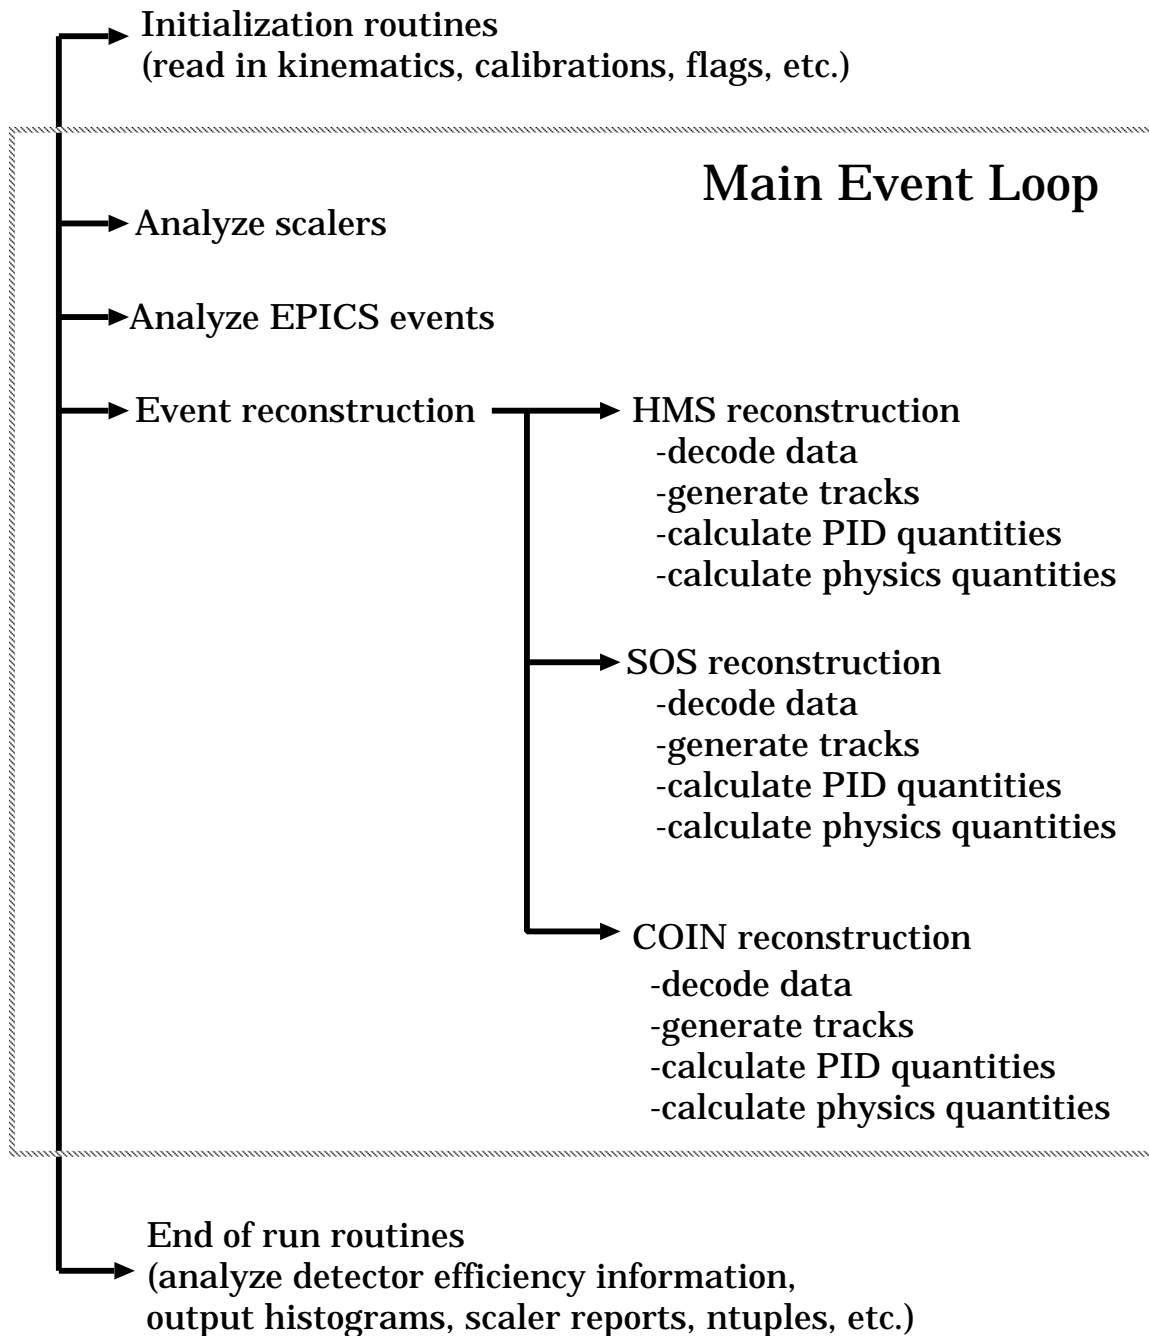 Initialization routines
(read in kinematics, calibrations, flags, etc.)
Main Event Loop
Analyze scalers
Analyze EPICS events
Event reconstruction
HMS reconstruction
-decode data
-generate tracks
-calculate PID quantities
-calculate physics quantities
SOS reconstruction
-decode data
-generate tracks
-calculate PID quantities
-calculate physics quantities
COIN reconstruction
-decode data
-generate tracks
-calculate PID quantities
-calculate physics quantities
End of run routines
(analyze detector efficiency information,
output histograms, scaler reports, ntuples, etc.)